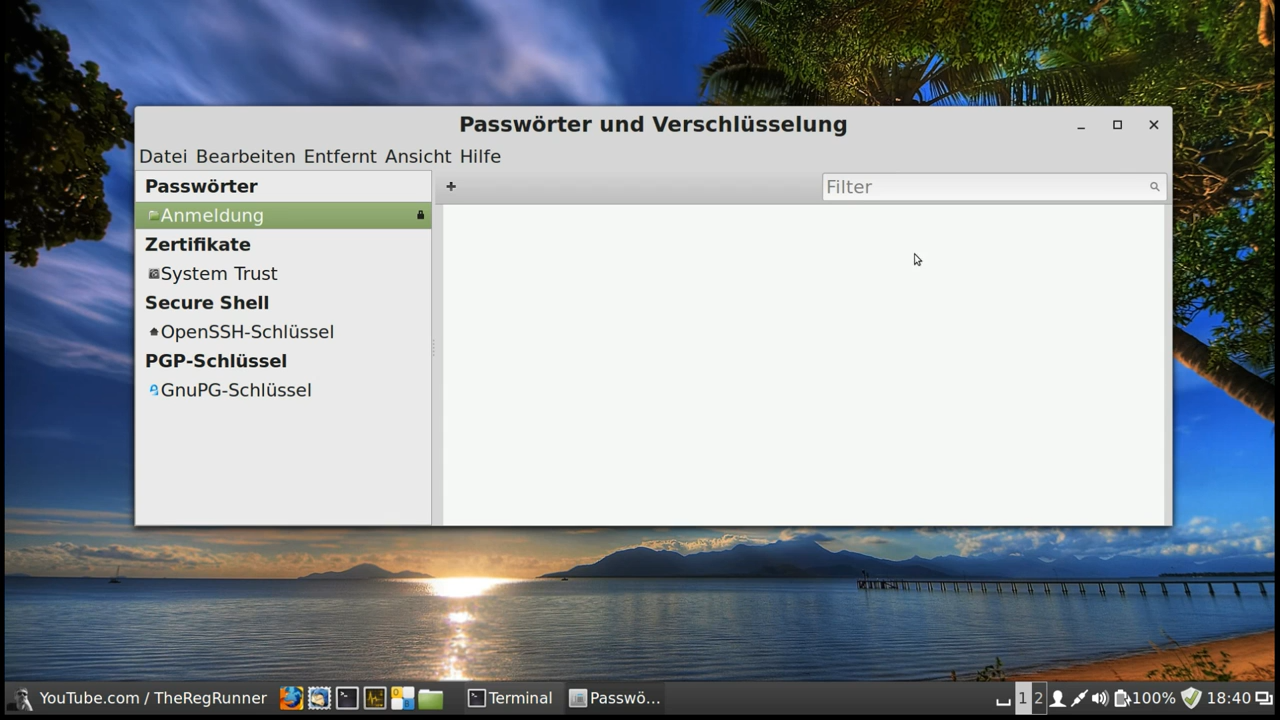 Passwörter und Verschlüsselung
Datei Bearbeiten Entfernt Ansicht Hilfe
Passwörter
+
Filter
Anmeldung
Zertifikate
System Trust
Secure Shell
OpenSSH-Schlüssel
PGP-Schlüssel
GnuPG-Schlüssel
YouTube.com / TheRegRunner Terminal Passwö... 1 2 100% 18:40